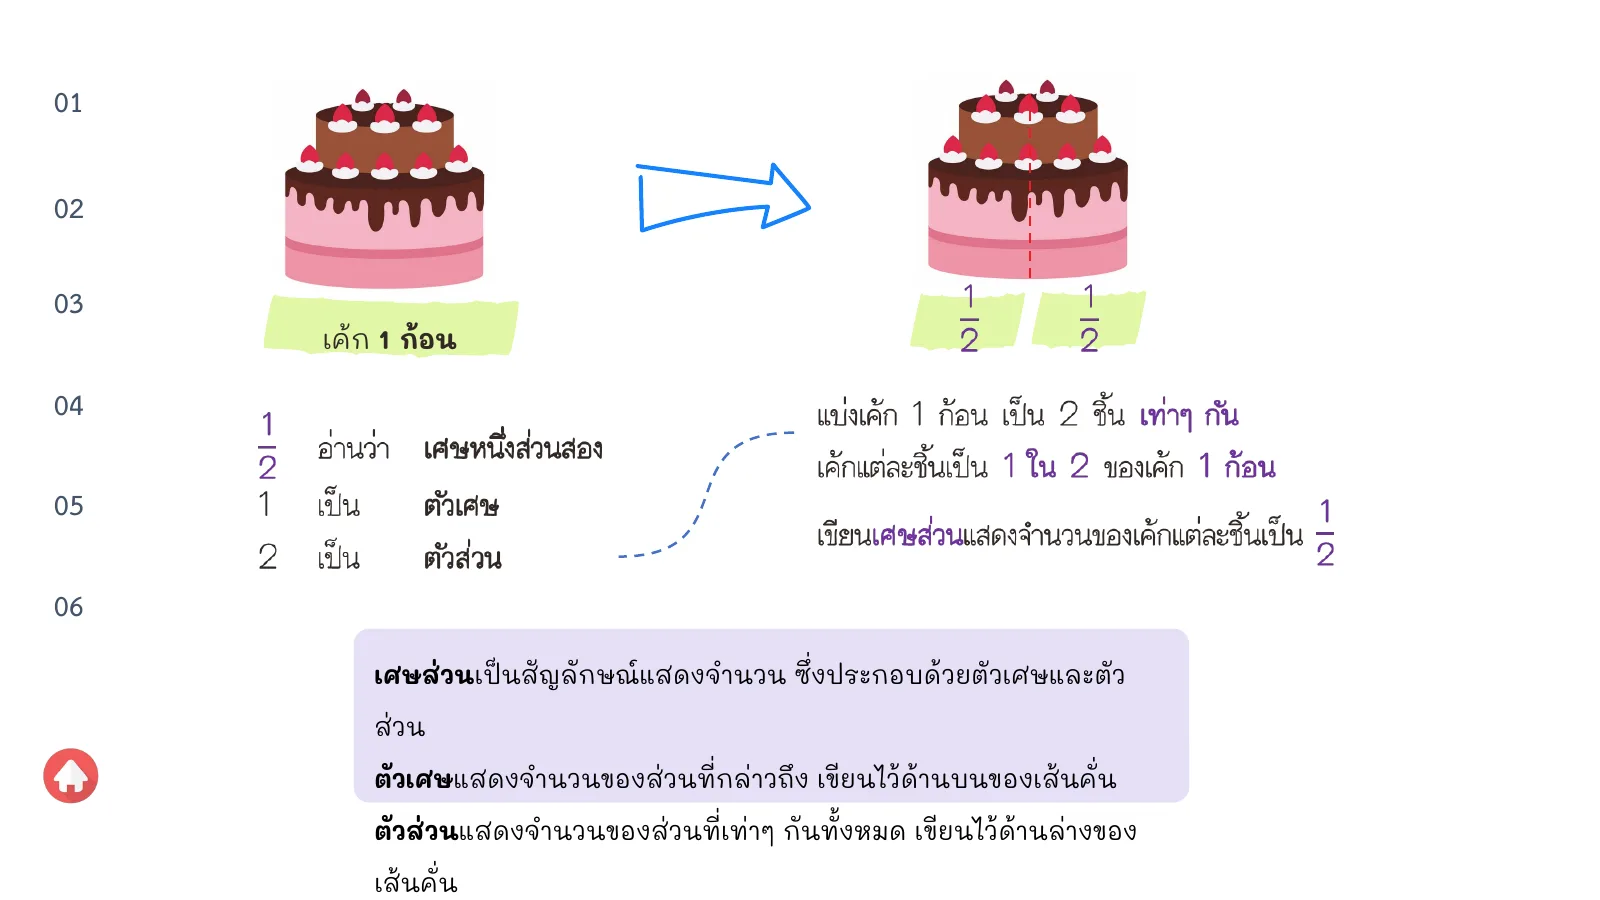 01
02
03
04
05
06
เค้ก 1 ก้อน
1
2
1
2
1
2
อ่านว่า เศษหนึ่งส่วนสอง
1 เป็น ตัวเศษ
2 เป็น ตัวส่วน
แบ่งเค้ก 1 ก้อน เป็น 2 ชิ้น เท่าๆ กัน
เค้กแต่ละชิ้นเป็น 1 ใน 2 ของเค้ก 1 ก้อน
เขียนเศษส่วนแสดงจำนวนของเค้กแต่ละชิ้นเป็น 1
2
เศษส่วนเป็นสัญลักษณ์แสดงจำนวน ซึ่งประกอบด้วยตัวเศษและตัว
ส่วน
ตัวเศษแสดงจำนวนของส่วนที่กล่าวถึง เขียนไว้ด้านบนของเส้นคั่น
ตัวส่วนแสดงจำนวนของส่วนที่เท่าๆ กันทั้งหมด เขียนไว้ด้านล่างของ
เส้นคั่น